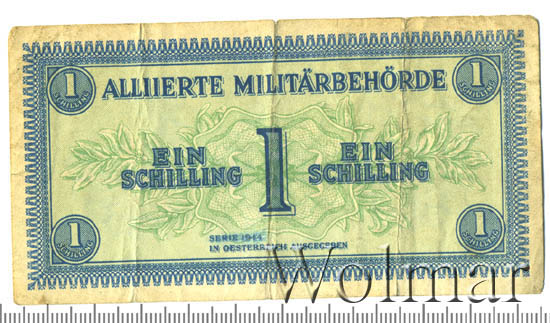 1
SCHILLING
1
SCHILLING
ALLIIERTE MILITÄRBEHÖRDE
EIN
SCHILLING
1
EIN
SCHILLING
SERIE 1944
IN OESTERREICH AUSGEGEBEN
1
SCHILLING
1
SCHILLING
Wolmar